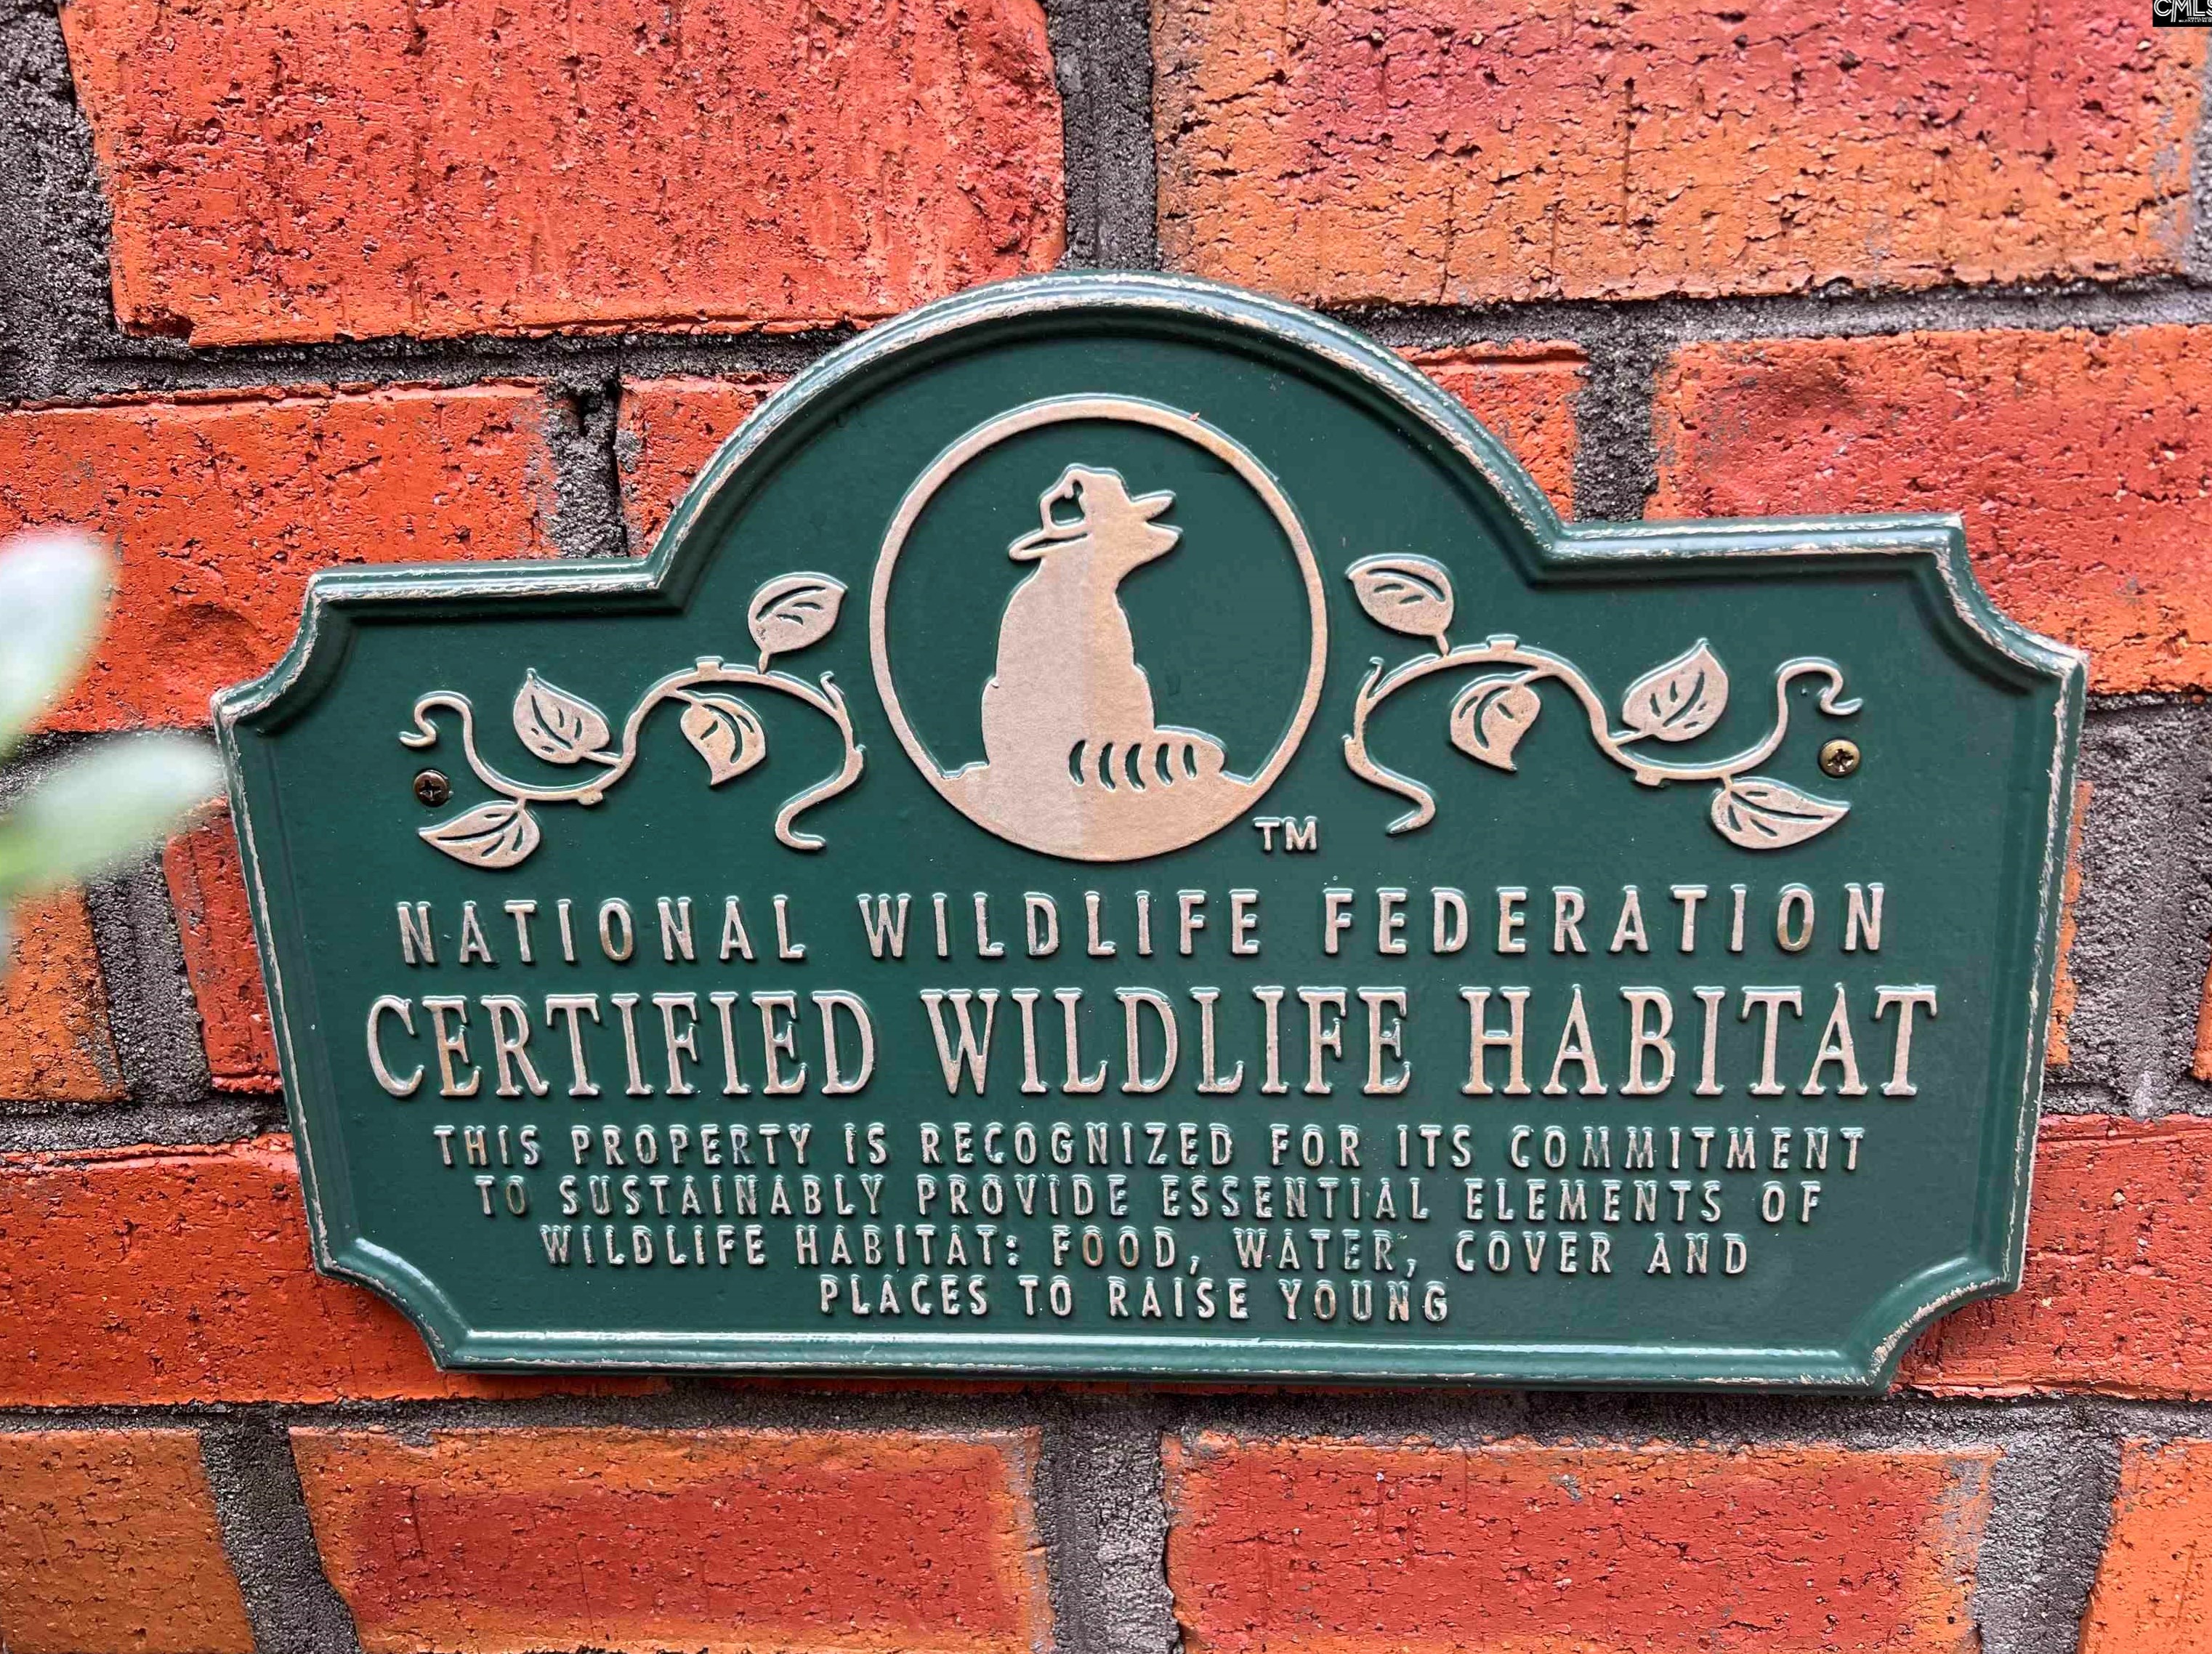 CMLS
TM
NATIONAL WILDLIFE FEDERATION
CERTIFIED WILDLIFE HABITAT
THIS PROPERTY IS RECOGNIZED FOR ITS COMMITMENT
TO SUSTAINABLY PROVIDE ESSENTIAL ELEMENTS OF
WILDLIFE HABITAT: FOOD, WATER, COVER AND
PLACES TO RAISE YOUNG